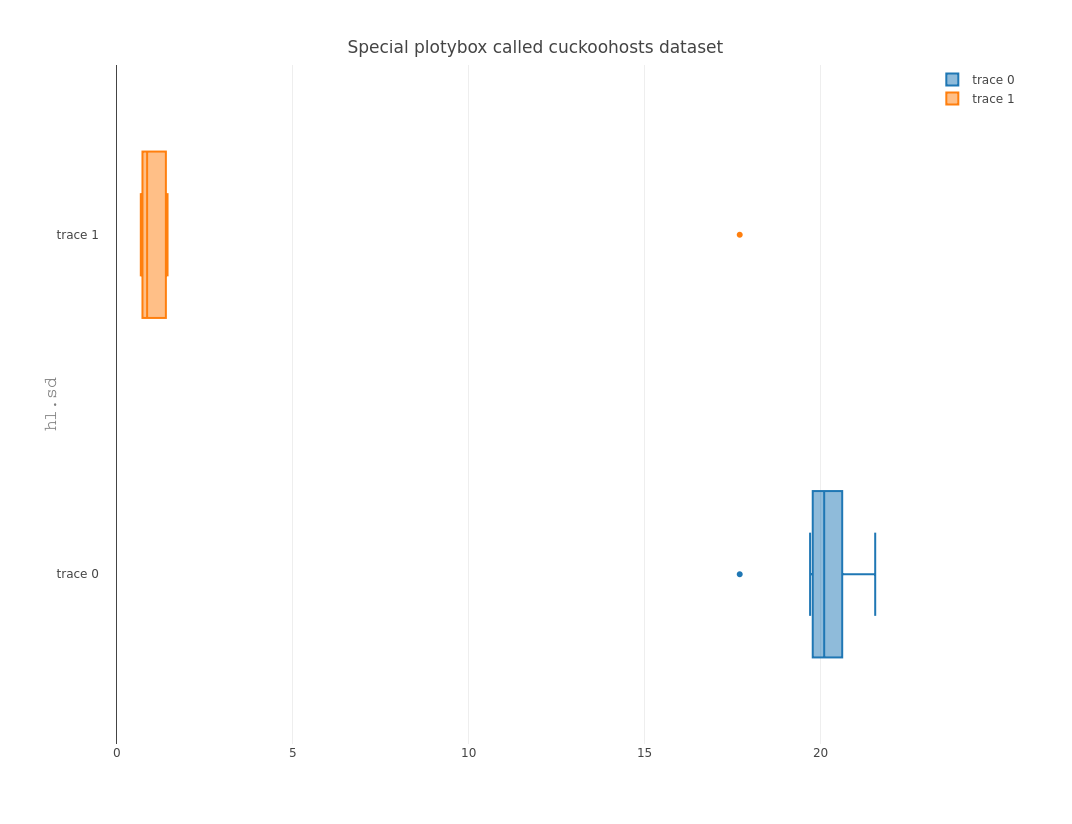 Special plotybox called cuckoohosts dataset
trace 0
trace 1
trace 1
hl.sd
trace 0
0
5
10
15
20